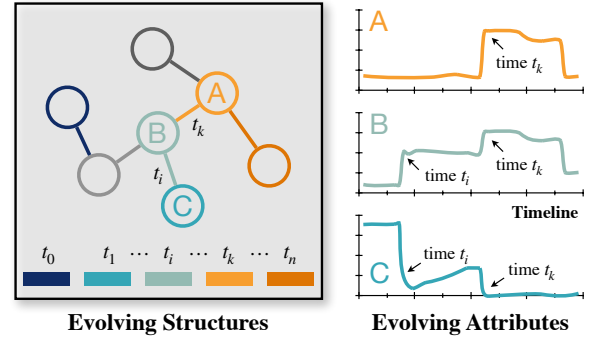 A
B
t_k
t_i
C
t_0 t_1 ··· t_i ··· t_k ··· t_n
Evolving Structures
A
time t_k
B
time t_i
time t_k
Timeline
time t_i
C
time t_k
Evolving Attributes